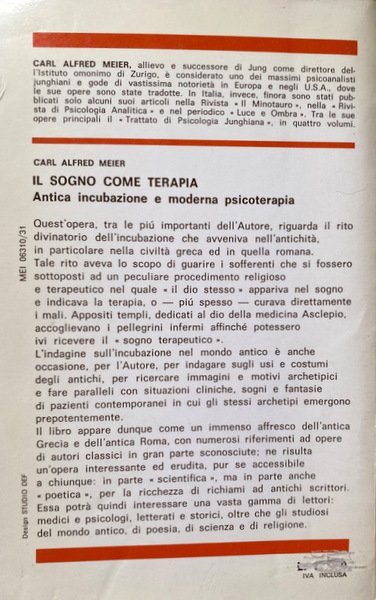 CARL ALFRED MEIER, allievo e successore di Jung come direttore del-
l'Istituto omonimo di Zurigo, è considerato uno dei massimi psicoanalisti
junghiani e gode di vastissima notorietà in Europa e negli U.S.A., dove
le sue opere sono state tradotte. In Italia, invece, finora sono stati pub-
blicati solo alcuni suoi articoli nella Rivista « Il Minotauro », nella « Rivi-
sta di Psicologia Analitica » e nel periodico « Luce e Ombra ». Tra le sue
opere principali il « Trattato di Psicologia Junghiana », in quattro volumi.
CARL ALFRED MEIER
IL SOGNO COME TERAPIA
Antica incubazione e moderna psicoterapia
Quest'opera, tra le piú importanti dell'Autore, riguarda il rito
divinatorio dell'incubazione che avveniva nell'antichità,
in particolare nella civiltà greca ed in quella romana.
Tale rito aveva lo scopo di guarire i sofferenti che si fossero
sottoposti ad un peculiare procedimento religioso
e terapeutico nel quale « il dio stesso » appariva nel sogno
e indicava la terapia, o — piú spesso — curava direttamente
i mali. Appositi templi, dedicati al dio della medicina Asclepio,
accoglievano i pellegrini infermi affinché potessero
ivi ricevere il « sogno terapeutico ».
L'indagine sull'incubazione nel mondo antico è anche
occasione, per l'Autore, per indagare sugli usi e costumi
degli antichi, per ricercare immagini e motivi archetipici
e fare paralleli con situazioni cliniche, sogni e fantasie
di pazienti contemporanei in cui gli stessi archetipi emergono
prepotentemente.
Il libro appare dunque come un immenso affresco dell'antica
Grecia e dell'antica Roma, con numerosi riferimenti ad opere
di autori classici in gran parte sconosciute; ne risulta
un'opera interessante ed erudita, pur se accessibile
a chiunque: in parte « scientifica », ma in parte anche
« poetica », per la ricchezza di richiami ad antichi scrittori.
Essa potrà quindi interessare una vasta gamma di lettori:
medici e psicologi, letterati e storici, oltre che gli studiosi
del mondo antico, di poesia, di scienza e di religione.
MEI 06310/31
Design STUDIO DEF
IVA INCLUSA